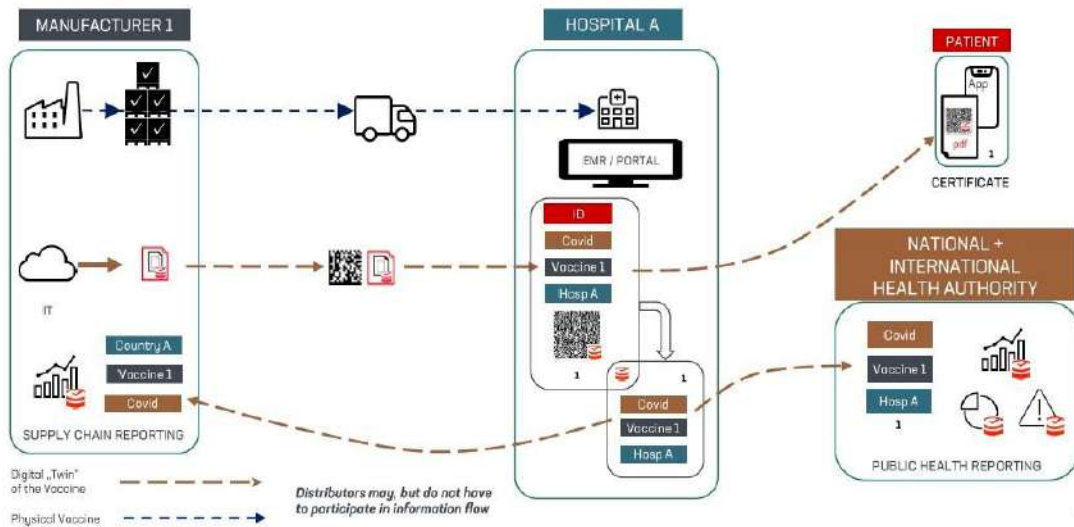 MANUFACTURER 1
HOSPITAL A
PATIENT
App
pdf
1
CERTIFICATE
EMR / PORTAL
ID
Covid
Vaccine 1
Hosp A
1
IT
NATIONAL +
INTERNATIONAL
HEALTH AUTHORITY
Country A
Vaccine 1
Covid
SUPPLY CHAIN REPORTING
1
Covid
Vaccine 1
Hosp A
Covid
Vaccine 1
Hosp A
1
PUBLIC HEALTH REPORTING
Digital „Twin"
of the Vaccine
Physical Vaccine
Distributors may, but do not have
to participate in information flow